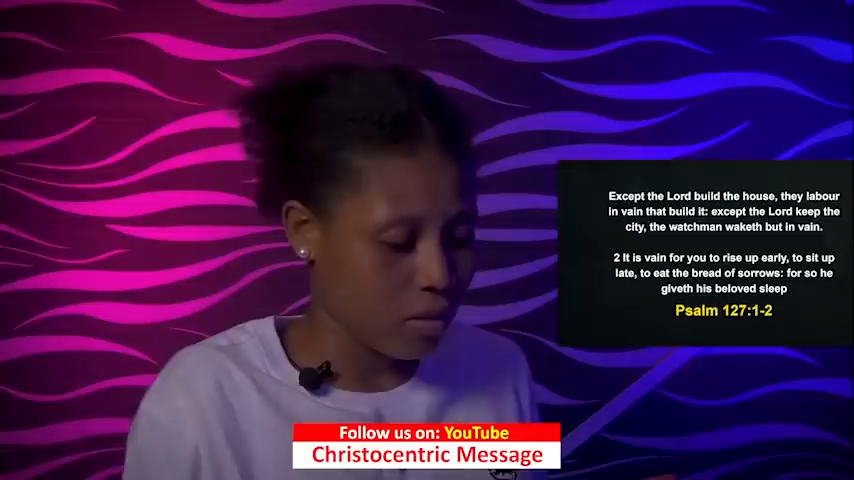 Except the Lord build the house, they labour
in vain that build it: except the Lord keep the
city, the watchman waketh but in vain.
2 It is vain for you to rise up early, to sit up
late, to eat the bread of sorrows: for so he
giveth his beloved sleep
Psalm 127:1-2
Follow us on: YouTube
Christocentric Message